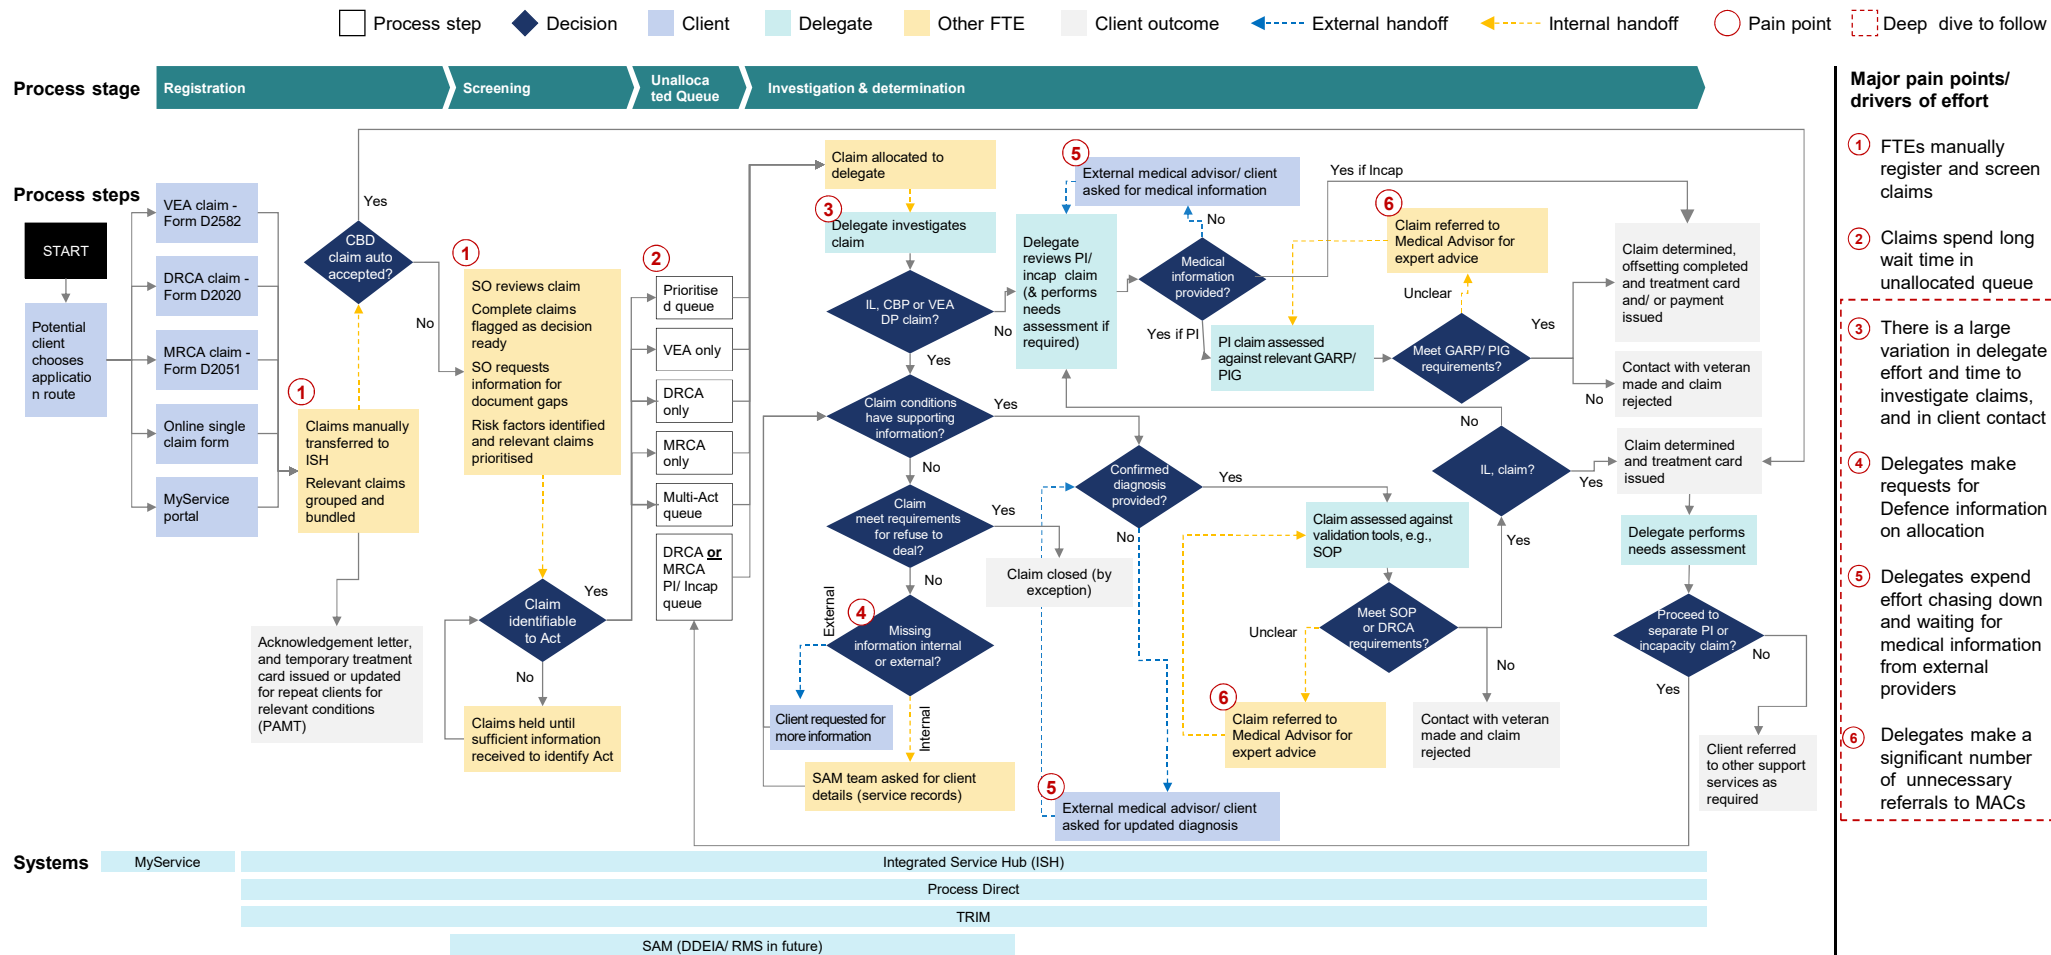 Process step
Decision
Client
Delegate
Other FTE
Client outcome
External handoff
Internal handoff
Pain point
Deep dive to follow
Process stage
Registration
Screening
Unalloca
ted Queue
Investigation & determination
Major pain points/
drivers of effort
Process steps
START
Potential
client
chooses
applicatio
n route
VEA claim -
Form D2582
DRCA claim -
Form D2020
MRCA claim -
Form D2051
Online single
claim form
MyService
portal
1
Claims manually
transferred to
ISH
Relevant claims
grouped and
bundled
Acknowledgement letter,
and temporary treatment
card issued or updated
for repeat clients for
relevant conditions
(PAMT)
Yes
CBD
claim auto
accepted?
No
1
SO reviews claim
Complete claims
flagged as decision
ready
SO requests
information for
document gaps
Risk factors identified
and relevant claims
prioritised
Claim
identifiable
to Act
Yes
No
Claims held until
sufficient information
received to identify Act
2
Prioritise
d queue
VEA only
DRCA
only
MRCA
only
Multi-Act
queue
DRCA or
MRCA
PI/ Incap
queue
Claim allocated to
delegate
3
Delegate investigates
claim
IL, CBP or VEA
DP claim?
No
Yes
Claim conditions
have supporting
information?
Yes
No
Claim
meet requirements
for refuse to
deal?
Yes
No
Claim closed (by
exception)
4
Missing
information internal
or external?
External
Internal
Client requested for
more information
SAM team asked for client
details (service records)
5
External medical advisor/ client
asked for medical information
Delegate
reviews PI/
incap claim
(& performs
needs
assessment if
required)
No
Medical
information
provided?
Yes if Incap
Yes if PI
PI claim assessed
against relevant GARP/
PIG
6
Claim referred to
Medical Advisor for
expert advice
Unclear
Meet GARP/ PIG
requirements?
Yes
No
Claim determined,
offsetting completed
and treatment card
and/ or payment
issued
Contact with veteran
made and claim
rejected
Confirmed
diagnosis
provided?
Yes
No
5
External medical advisor/ client
asked for updated diagnosis
Claim assessed against
validation tools, e.g.,
SOP
Meet SOP
or DRCA
requirements?
Unclear
Yes
No
6
Claim referred to
Medical Advisor for
expert advice
Contact with veteran
made and claim
rejected
No
IL, claim?
Yes
Claim determined
and treatment card
issued
Delegate performs
needs assessment
Proceed to
separate PI or
incapacity claim?
No
Yes
Client referred
to other support
services as
required
1
FTEs manually
register and screen
claims
2
Claims spend long
wait time in
unallocated queue
3
There is a large
variation in delegate
effort and time to
investigate claims,
and in client contact
4
Delegates make
requests for
Defence information
on allocation
5
Delegates expend
effort chasing down
and waiting for
medical information
from external
providers
6
Delegates make a
significant number
of unnecessary
referrals to MACs
Systems
MyService
Integrated Service Hub (ISH)
Process Direct
TRIM
SAM (DDEIA/ RMS in future)